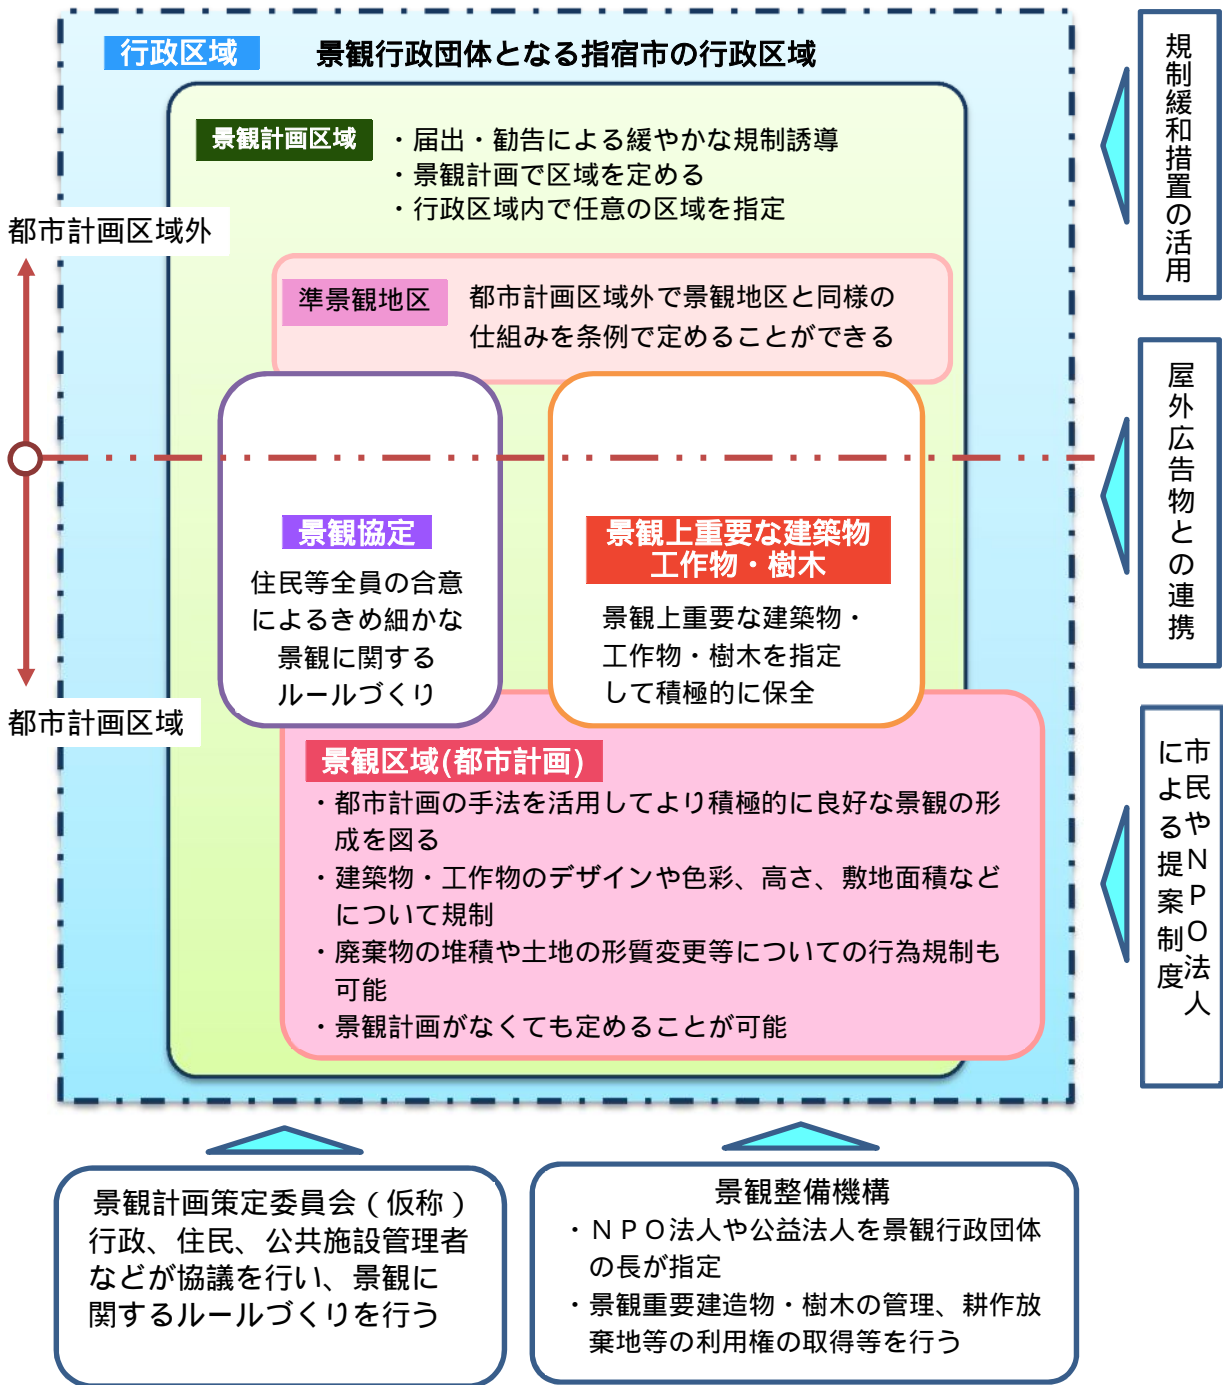 行政区域
景観行政団体となる指宿市の行政区域
景観計画区域
・届出・勧告による緩やかな規制誘導
・景観計画で区域を定める
・行政区域内で任意の区域を指定
都市計画区域外
準景観地区
都市計画区域外で景観地区と同様の
仕組みを条例で定めることができる
景観協定
住民等全員の合意
によるきめ細かな
景観に関する
ルールづくり
景観上重要な建築物
工作物・樹木
景観上重要な建築物・
工作物・樹木を指定
して積極的に保全
都市計画区域
景観区域(都市計画)
・都市計画の手法を活用してより積極的に良好な景観の形
成を図る
・建築物・工作物のデザインや色彩、高さ、敷地面積など
について規制
・廃棄物の堆積や土地の形質変更等についての行為規制も
可能
・景観計画がなくても定めることが可能
規制緩和措置の活用
屋外広告物との連携
市民やＮＰＯ法人
による提案制度
景観計画策定委員会（仮称）
行政、住民、公共施設管理者
などが協議を行い、景観に
関するルールづくりを行う
景観整備機構
・ＮＰＯ法人や公益法人を景観行政団体
の長が指定
・景観重要建造物・樹木の管理、耕作放
棄地等の利用権の取得等を行う